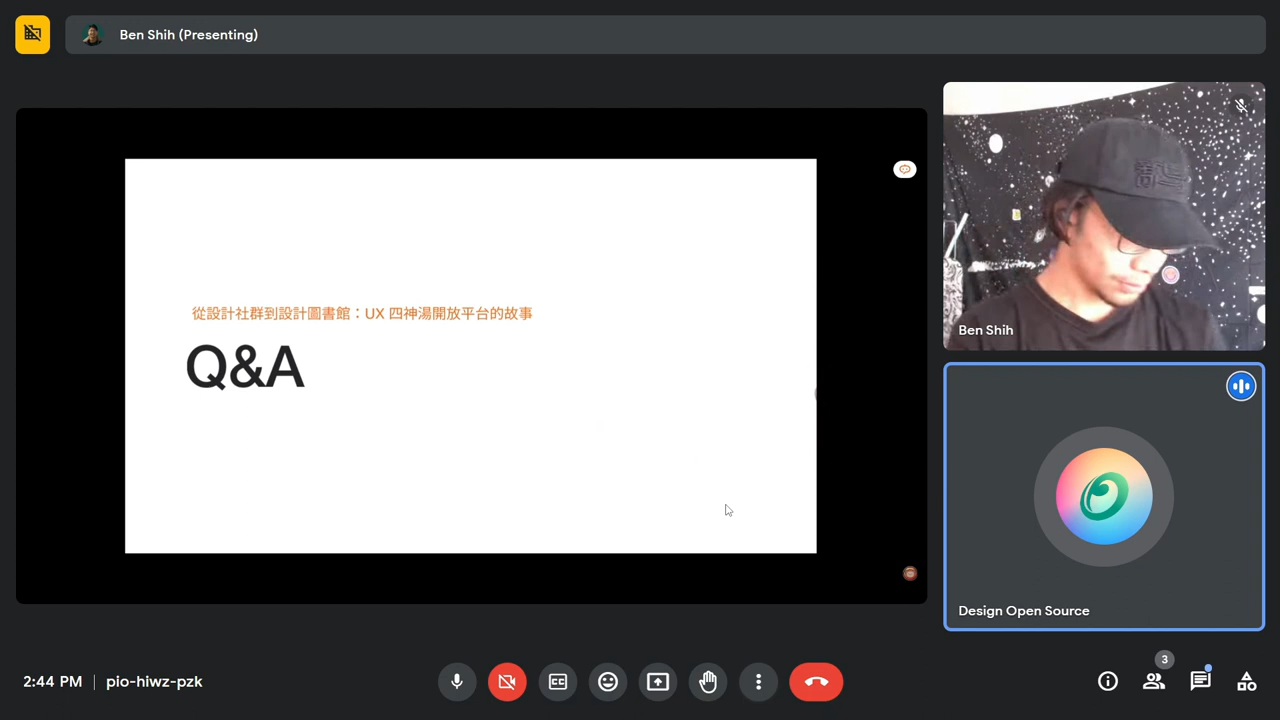 Ben Shih (Presenting)
從設計社群到設計圖書館：UX 四神湯開放平台的故事
Q&A
Ben Shih
Design Open Source
2:44 PM
pio-hiwz-pzk
3